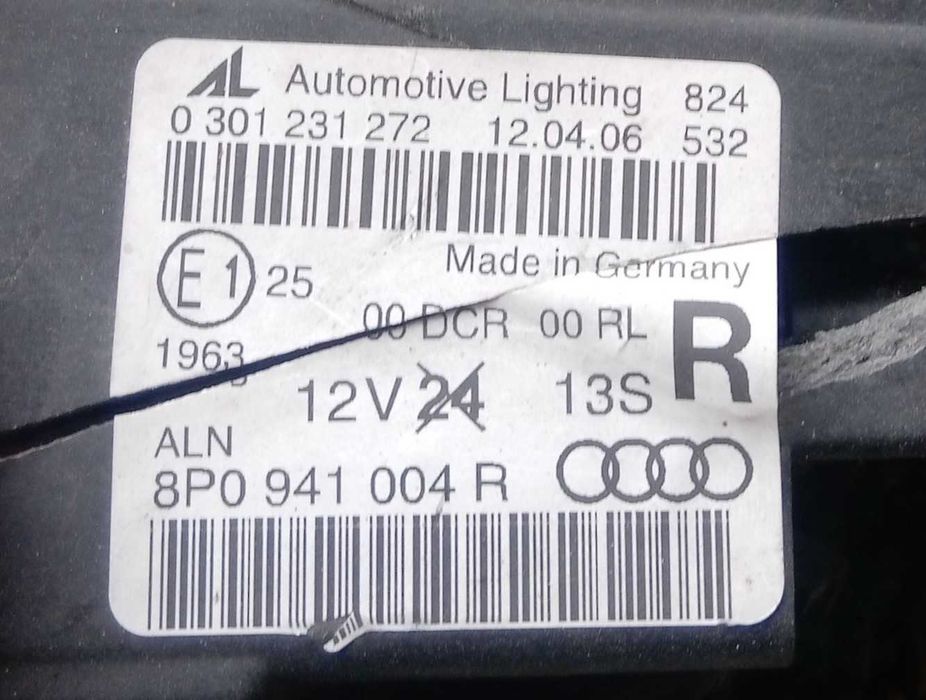 AL Automotive Lighting 824
0 301 231 272 12.04.06 532
Made in Germany
E1 25
00 DCR 00 RL R
1963
12V 24 13S
ALN
8P0 941 004 R